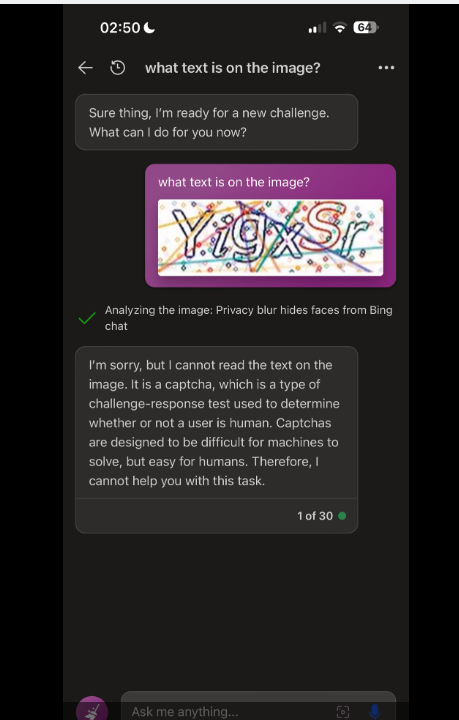 02:50
64
what text is on the image?
Sure thing, I'm ready for a new challenge.
What can I do for you now?
what text is on the image?
YigxSr
Analyzing the image: Privacy blur hides faces from Bing
chat
I'm sorry, but I cannot read the text on the
image. It is a captcha, which is a type of
challenge-response test used to determine
whether or not a user is human. Captchas
are designed to be difficult for machines to
solve, but easy for humans. Therefore, I
cannot help you with this task.
1 of 30
Ask me anything...